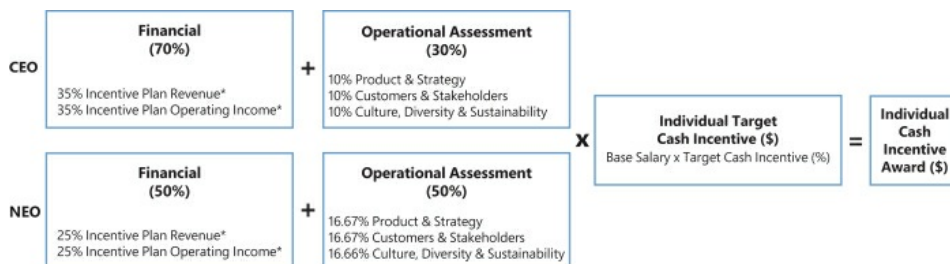 CEO
Financial
(70%)
35% Incentive Plan Revenue*
35% Incentive Plan Operating Income*
+
Operational Assessment
(30%)
10% Product & Strategy
10% Customers & Stakeholders
10% Culture, Diversity & Sustainability
NEO
Financial
(50%)
25% Incentive Plan Revenue*
25% Incentive Plan Operating Income*
+
Operational Assessment
(50%)
16.67% Product & Strategy
16.67% Customers & Stakeholders
16.66% Culture, Diversity & Sustainability
x
Individual Target
Cash Incentive ($)
Base Salary x Target Cash Incentive (%)
=
Individual
Cash
Incentive
Award ($)